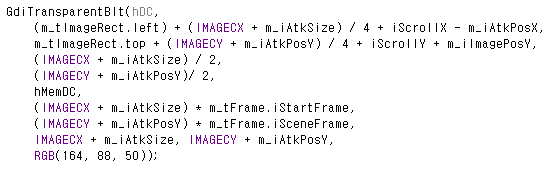 GdiTransparentBlt(hDC,
(m_tImageRect.left) + (IMAGECX + m_iAtkSize) / 4 + iScrollX - m_iAtkPosX,
m_tImageRect.top + (IMAGECY + m_iAtkPosY) / 4 + iScrollY + m_iImagePosY,
(IMAGECX + m_iAtkSize) / 2,
(IMAGECY + m_iAtkPosY)/ 2,
hMemDC,
(IMAGECX + m_iAtkSize) * m_tFrame.iStartFrame,
(IMAGECY + m_iAtkPosY) * m_tFrame.iSceneFrame,
IMAGECX + m_iAtkSize, IMAGECY + m_iAtkPosY,
RGB(164, 88, 50));